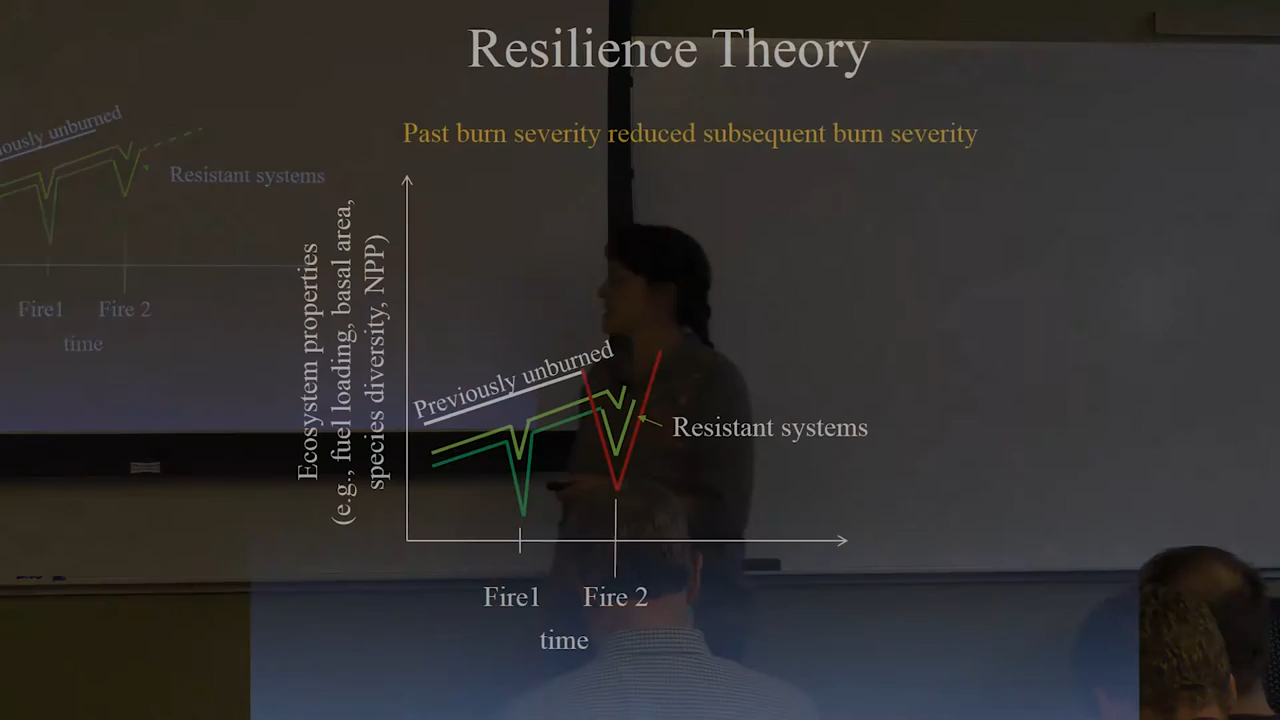 Resilience Theory
Past burn severity reduced subsequent burn severity
Ecosystem properties
(e.g., fuel loading, basal area,
species diversity, NPP)
Previously unburned
Resistant systems
Fire1
Fire 2
time
iously unburned
Resistant systems
Fire1
Fire 2
time